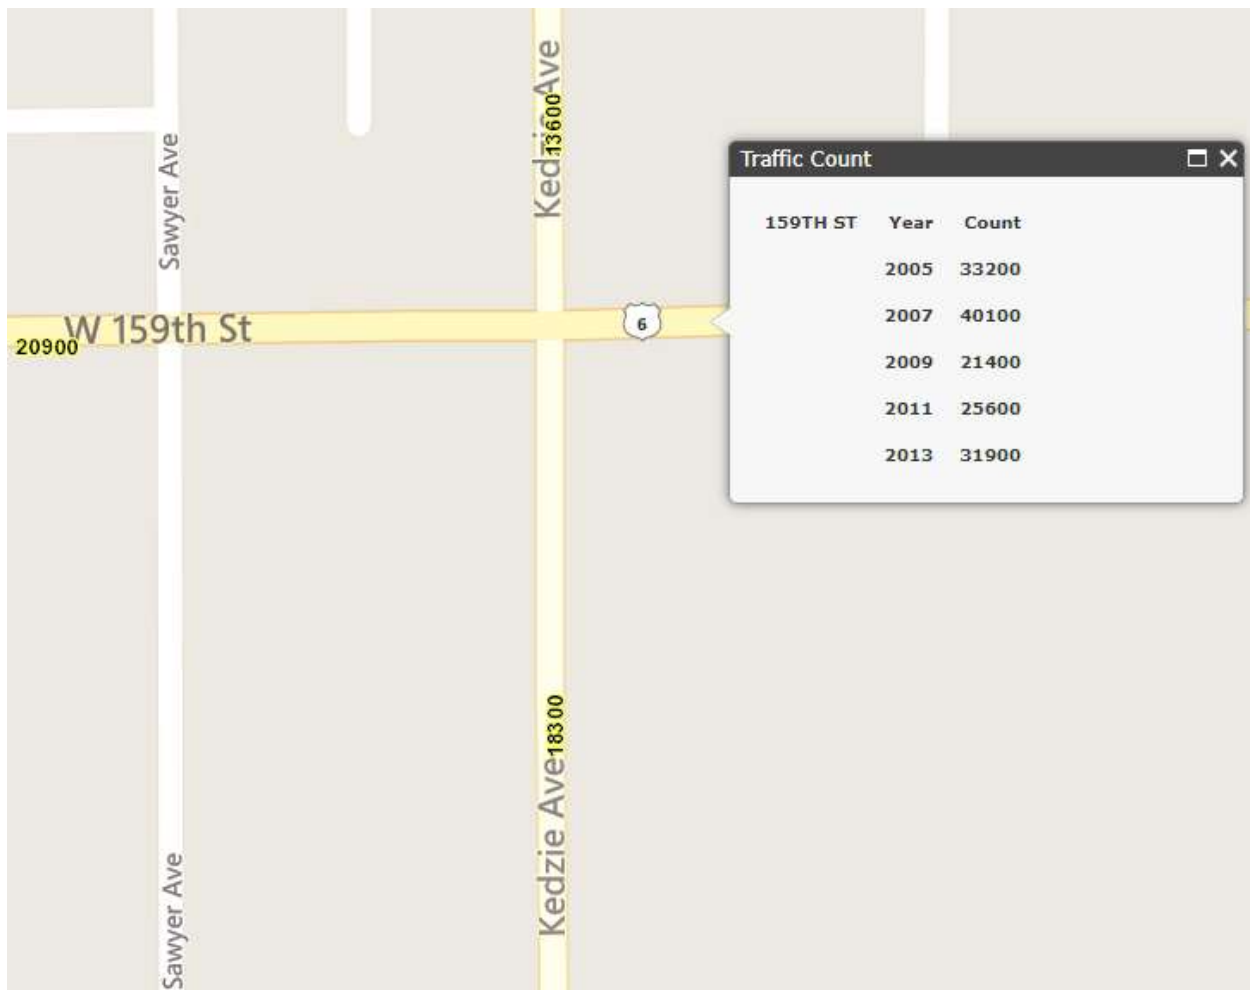 Kedzie Ave
13600
Sawyer Ave
Traffic Count
159TH ST Year Count
2005 33200
2007 40100
2009 21400
2011 25600
2013 31900
W 159th St
6
20900
18300
Kedzie Ave
Sawyer Ave